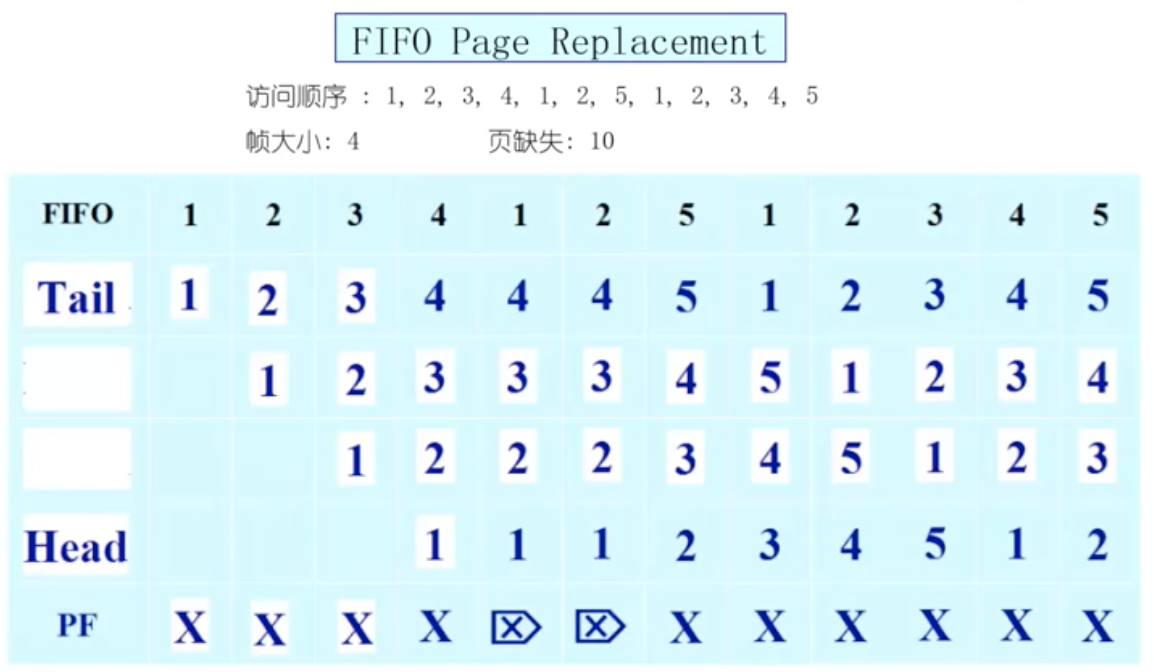 FIFO Page Replacement
访问顺序 : 1, 2, 3, 4, 1, 2, 5, 1, 2, 3, 4, 5
帧大小: 4 页缺失: 10
FIFO 1 2 3 4 1 2 5 1 2 3 4 5
Tail 1 2 3 4 4 4 5 1 2 3 4 5
1 2 3 3 3 4 5 1 2 3 4
1 2 2 2 3 4 5 1 2 3
Head 1 1 1 2 3 4 5 1 2
PF X X X X ⌦ ⌦ X X X X X X